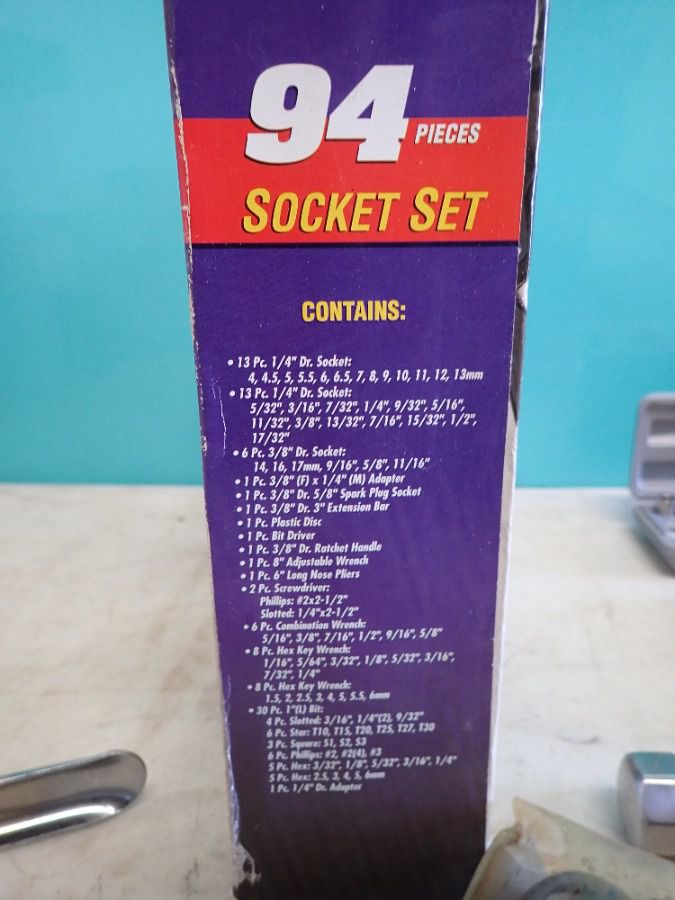 94 PIECES
SOCKET SET
CONTAINS:
• 13 Pc. 1/4" Dr. Socket:
4, 4.5, 5, 5.5, 6, 6.5, 7, 8, 9, 10, 11, 12, 13mm
• 13 Pc. 1/4" Dr. Socket:
5/32", 3/16", 7/32", 1/4", 9/32", 5/16",
11/32", 3/8", 13/32", 7/16", 15/32", 1/2",
17/32"
• 6 Pc. 3/8" Dr. Socket:
14, 16, 17mm, 9/16", 5/8", 11/16"
• 1 Pc. 3/8" (F) x 1/4" (M) Adapter
• 1 Pc. 3/8" Dr. 5/8" Spark Plug Socket
• 1 Pc. 3/8" Dr. 3" Extension Bar
• 1 Pc. Plastic Disc
• 1 Pc. Bit Driver
• 1 Pc. 3/8" Dr. Ratchet Handle
• 1 Pc. 8" Adjustable Wrench
• 1 Pc. 6" Long Nose Pliers
• 2 Pc. Screwdriver:
Phillips: #2x2-1/2"
Slotted: 1/4"x2-1/2"
• 6 Pc. Combination Wrench:
5/16", 3/8", 7/16", 1/2", 9/16", 5/8"
• 8 Pc. Hex Key Wrench:
1/16", 5/64", 3/32", 1/8", 5/32", 3/16",
7/32", 1/4"
• 8 Pc. Hex Key Wrench:
1.5, 2, 2.5, 3, 4, 5, 5.5, 6mm
• 30 Pc. 1"(L) Bit:
4 Pc. Slotted: 3/16", 1/4"(2), 9/32"
6 Pc. Star: T10, T15, T20, T25, T27, T30
3 Pc. Square: S1, S2, S3
6 Pc. Phillips: #2, #2(4), #3
5 Pc. Hex: 3/32", 1/8", 5/32", 3/16", 1/4"
5 Pc. Hex: 2.5, 3, 4, 5, 6mm
1 Pc. 1/4" Dr. Adapter